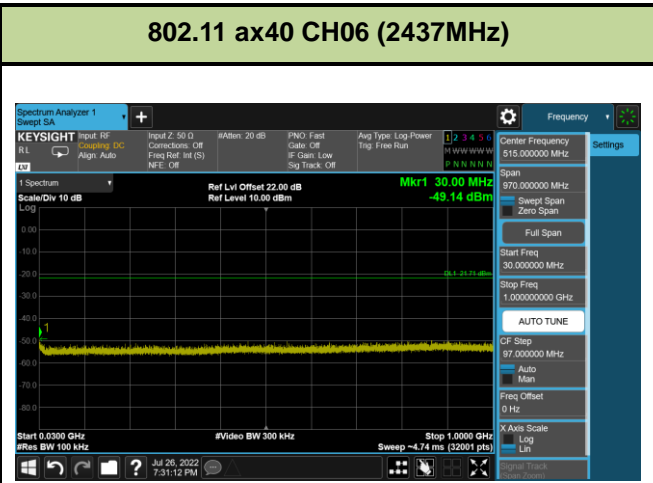 802.11 ax40 CH06 (2437MHz)
Spectrum Analyzer 1
Swept SA
Frequency
KEYSIGHT
RL
LXI
Input: RF
Coupling: DC
Align: Auto
Input Z: 50 Ω
Corrections: Off
Freq Ref: Int (S)
NFE: Off
#Atten: 20 dB
PNO: Fast
Gate: Off
IF Gain: Low
Sig Track: Off
Avg Type: Log-Power
Trig: Free Run
1 2 3 4 5 6
M W W W W W
P N N N N N
Center Frequency
515.000000 MHz
Settings
1 Spectrum
Scale/Div 10 dB
Ref Lvl Offset 22.00 dB
Ref Level 10.00 dBm
Mkr1 30.00 MHz
-49.14 dBm
Log
0.00
-10.0
-20.0
-30.0
-40.0
-50.0
-60.0
-70.0
-80.0
DL1 -21.71 dBm
1
Start 0.0300 GHz
#Res BW 100 kHz
#Video BW 300 kHz
Stop 1.0000 GHz
Sweep ~4.74 ms (32001 pts)
Span
970.000000 MHz
Swept Span
Zero Span
Full Span
Start Freq
30.000000 MHz
Stop Freq
1.000000000 GHz
AUTO TUNE
CF Step
97.000000 MHz
Auto
Man
Freq Offset
0 Hz
X Axis Scale
Log
Lin
Signal Track
(Span Zoom)
Jul 26, 2022
7:31:12 PM